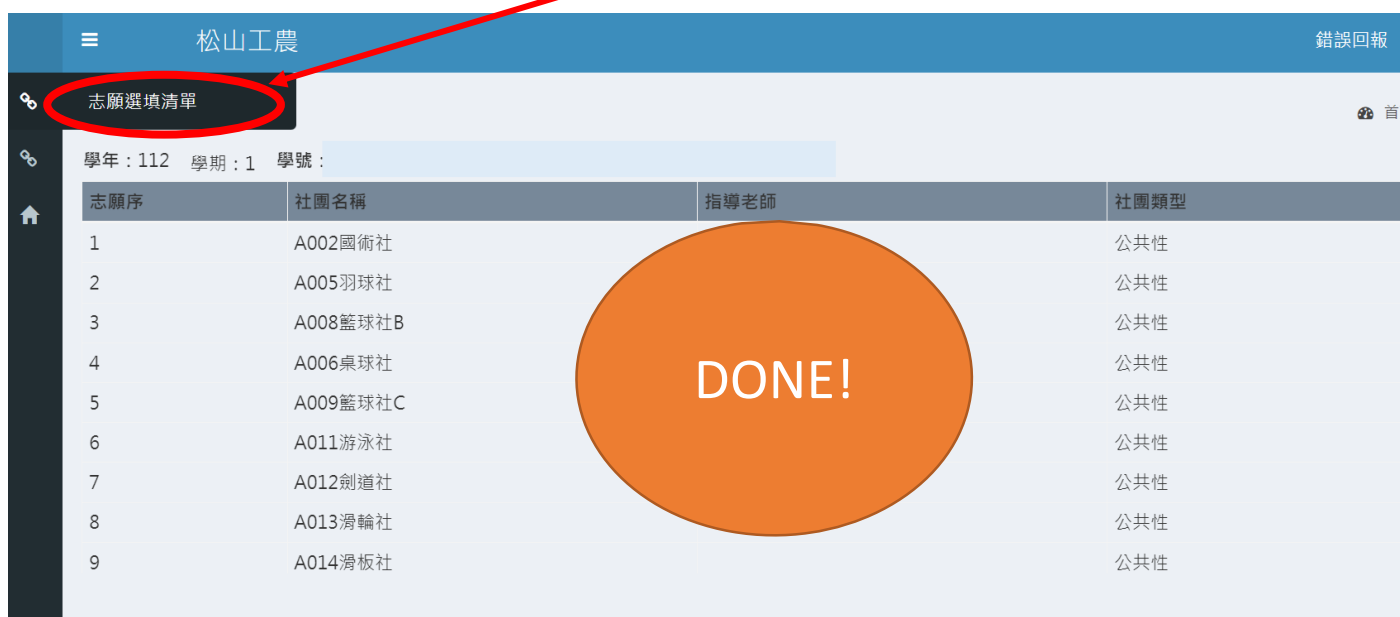 松山工農 錯誤回報
志願選填清單
首
學年：112 學期：1 學號：
志願序 社團名稱 指導老師 社團類型
1 A002國術社 公共性
2 A005羽球社 公共性
3 A008籃球社B 公共性
4 A006桌球社 DONE! 公共性
5 A009籃球社C 公共性
6 A011游泳社 公共性
7 A012劍道社 公共性
8 A013滑輪社 公共性
9 A014滑板社 公共性